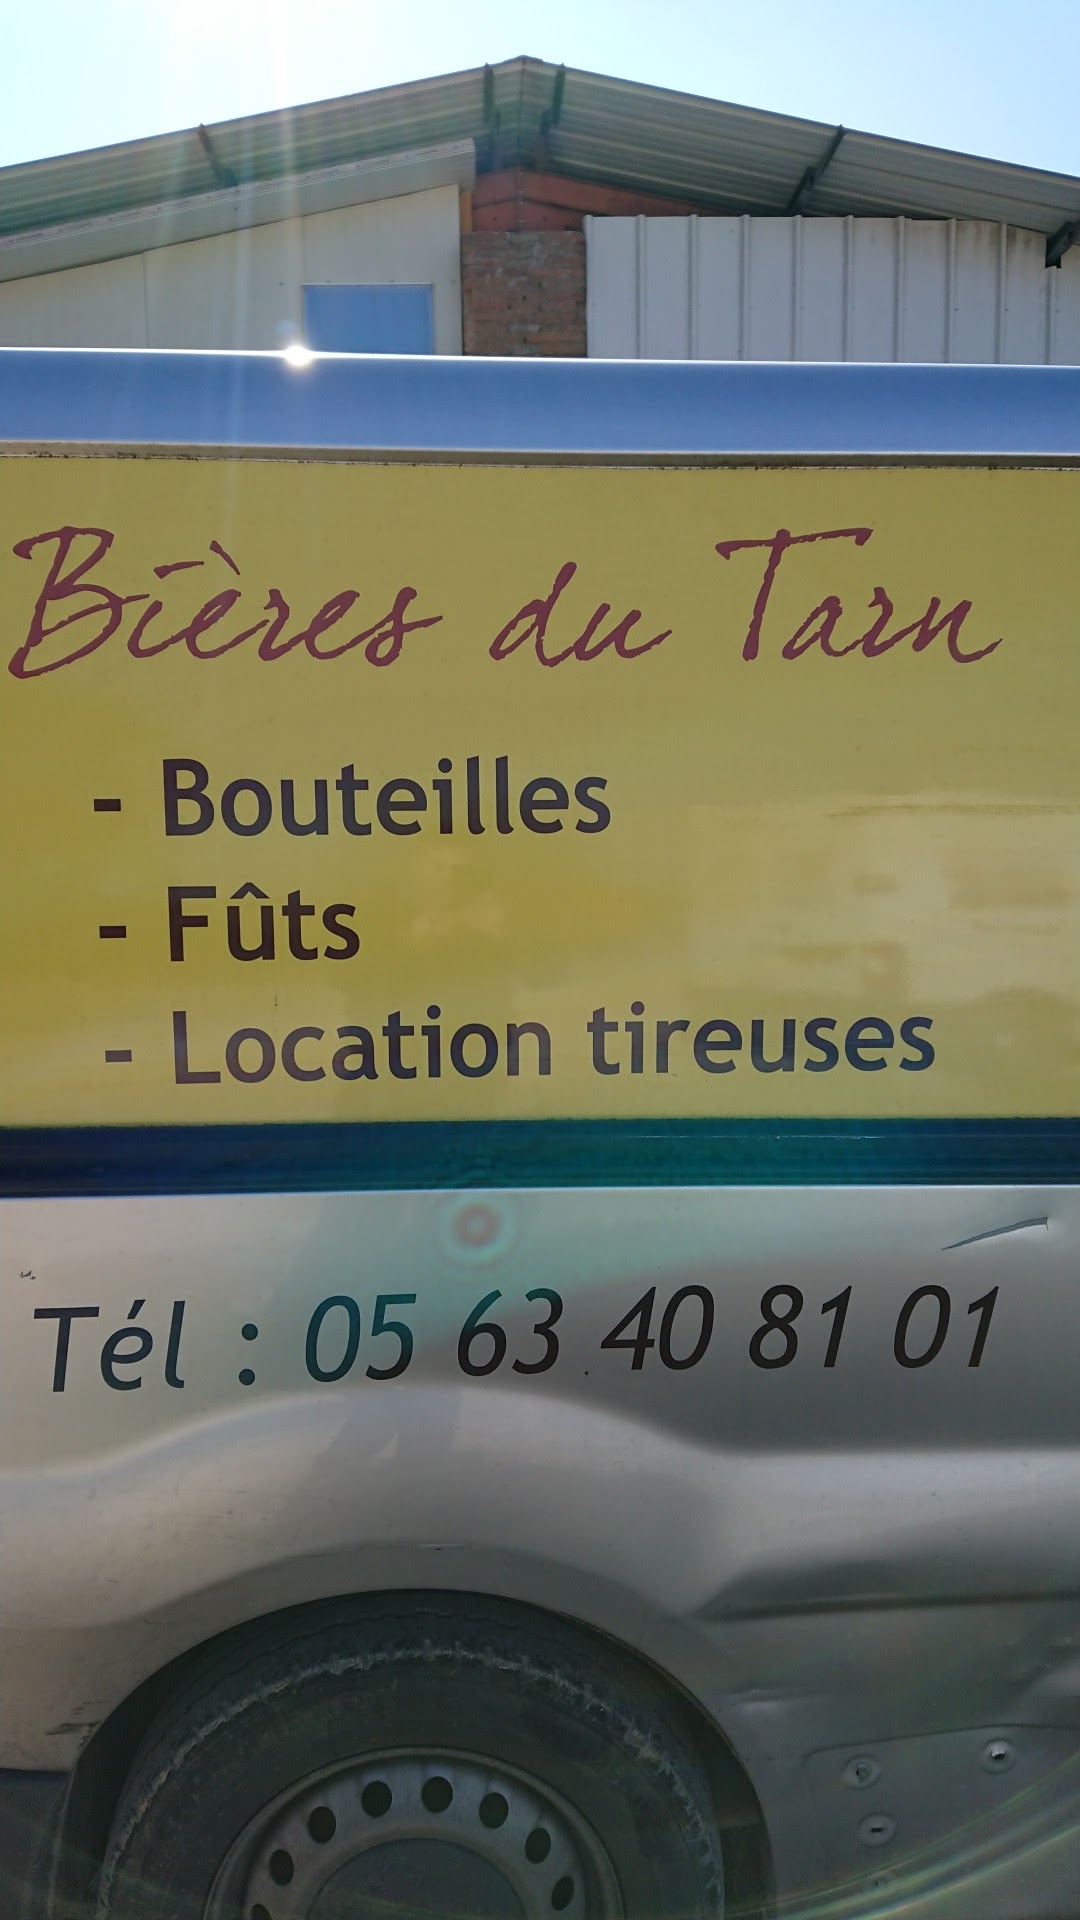 Bières du Tarn
- Bouteilles
- Fûts
- Location tireuses
Tél : 05 63 40 81 01